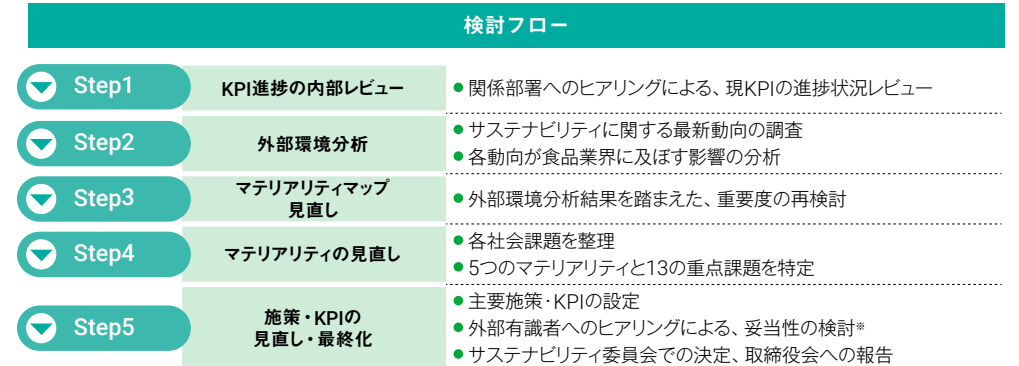 検討フロー
Step1
KPI進捗の内部レビュー
●関係部署へのヒアリングによる、現KPIの進捗状況レビュー
Step2
外部環境分析
●サステナビリティに関する最新動向の調査
●各動向が食品業界に及ぼす影響の分析
Step3
マテリアリティマップ
見直し
●外部環境分析結果を踏まえた、重要度の再検討
Step4
マテリアリティの見直し
●各社会課題を整理
●5つのマテリアリティと13の重点課題を特定
Step5
施策・KPIの
見直し・最終化
●主要施策・KPIの設定
●外部有識者へのヒアリングによる、妥当性の検討※
●サステナビリティ委員会での決定、取締役会への報告